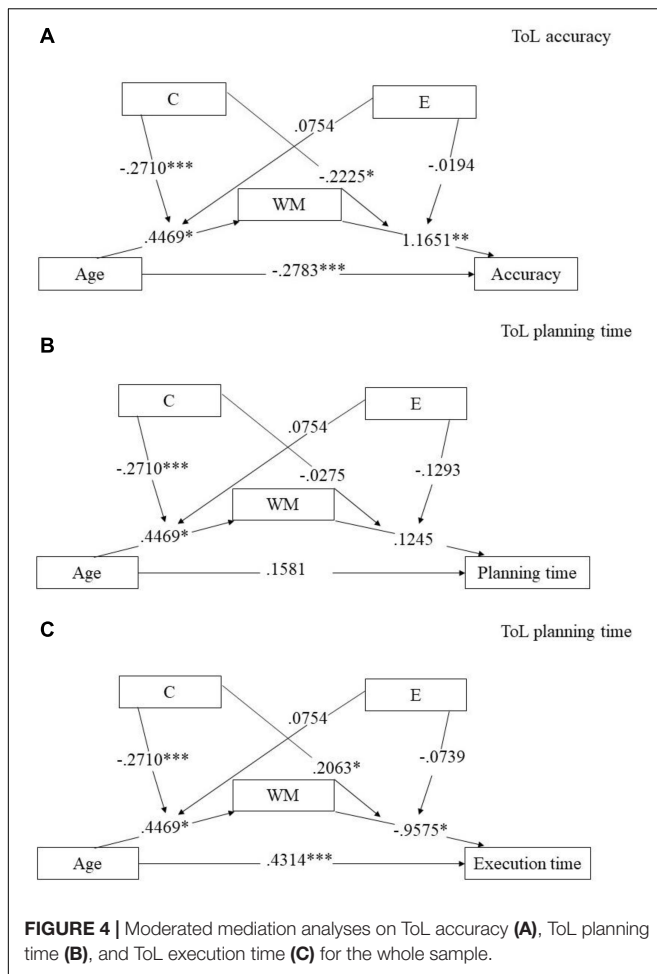 A
ToL accuracy
C
E
.0754
-.2710***
-.2225*
-.0194
WM
.4469*
1.1651**
Age
-.2783***
Accuracy
ToL planning time
B
C
E
.0754
-.2710***
-.0275
-.1293
WM
.4469*
.1245
Age
.1581
Planning time
C
ToL planning time
C
E
.0754
-.2710***
.2063*
-.0739
WM
.4469*
-.9575*
Age
.4314***
Execution time
FIGURE 4 | Moderated mediation analyses on ToL accuracy (A), ToL planning
time (B), and ToL execution time (C) for the whole sample.